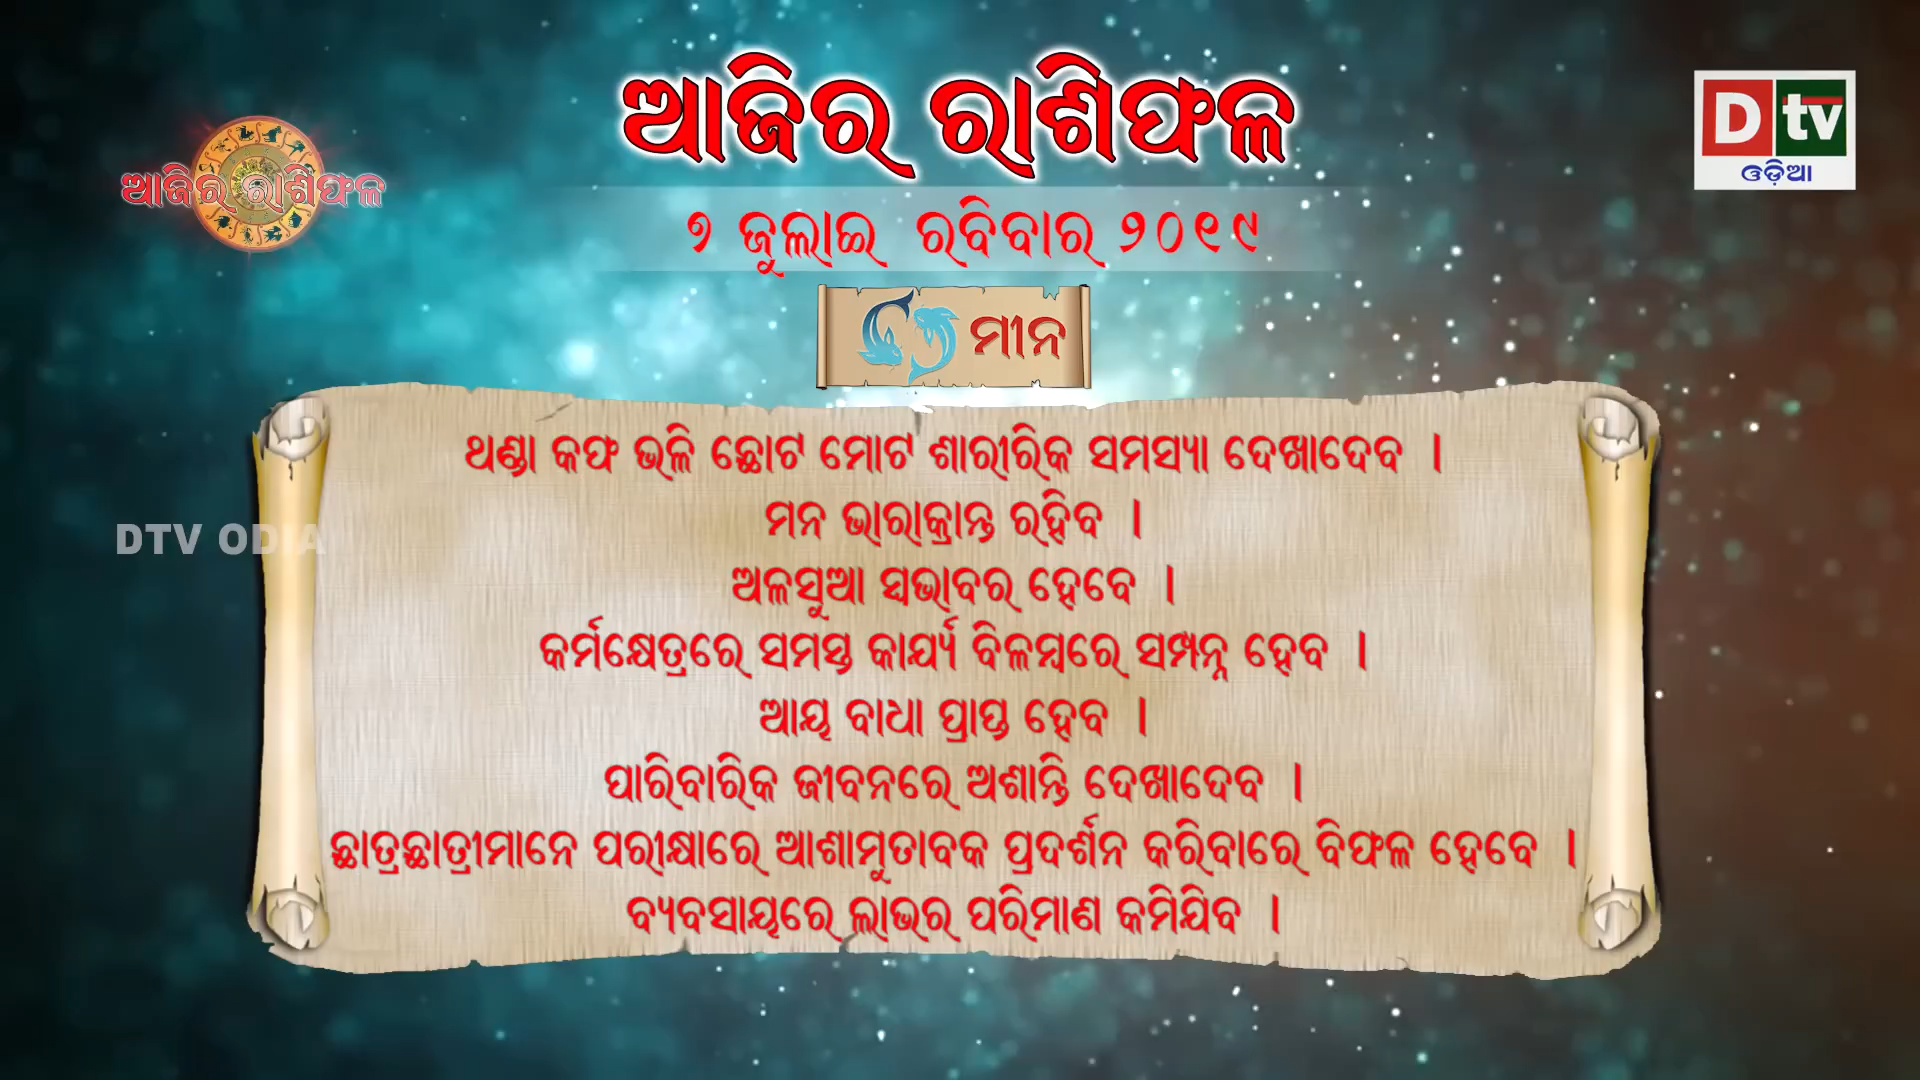 ଆଜିର ରାଶିଫଳ
D tv
ଓଡ଼ିଆ
ଆଜିର ରାଶିଫଳ
୭ ଜୁଲାଇ ରବିବାର ୨୦୧୯
ମୀନ
ଥଣ୍ଡା କଫ ଭଳି ଛୋଟ ମୋଟ ଶାରୀରିକ ସମସ୍ୟା ଦେଖାଦେବ ।
ମନ ଭାରାକ୍ରାନ୍ତ ରହିବ ।
DTV ODIA
ଅଳସୁଆ ସ୍ଵଭାବର ହେବେ ।
କର୍ମକ୍ଷେତ୍ରରେ ସମସ୍ତ କାର୍ଯ୍ୟ ବିଳମ୍ବରେ ସମ୍ପନ୍ନ ହେବ ।
ଆୟ ବାଧା ପ୍ରାପ୍ତ ହେବ ।
ପାରିବାରିକ ଜୀବନରେ ଅଶାନ୍ତି ଦେଖାଦେବ ।
ଛାତ୍ରଛାତ୍ରୀମାନେ ପରୀକ୍ଷାରେ ଆଶାମୁତାବକ ପ୍ରଦର୍ଶନ କରିବାରେ ବିଫଳ ହେବେ ।
ବ୍ୟବସାୟରେ ଲାଭର ପରିମାଣ କମିଯିବ ।